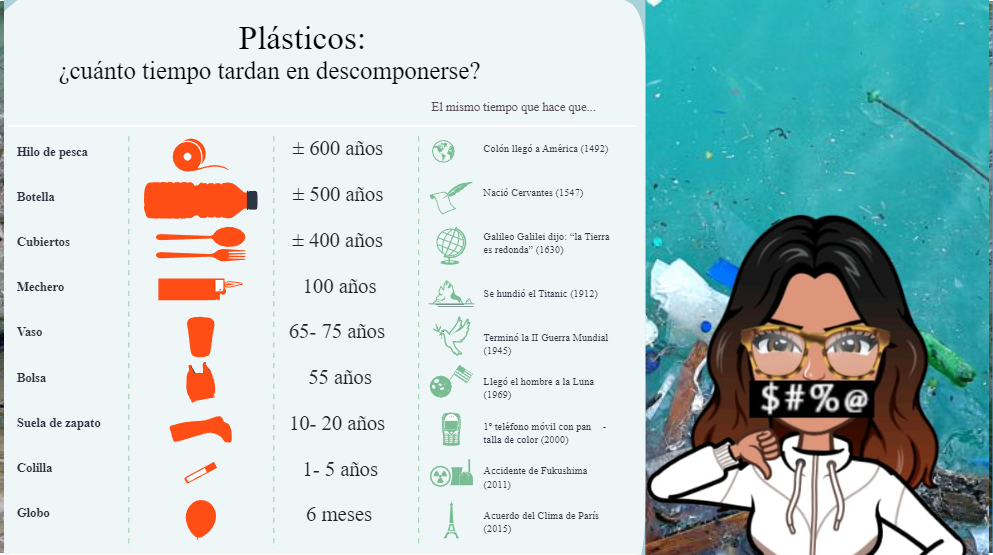 Plásticos:
¿cuánto tiempo tardan en descomponerse?
El mismo tiempo que hace que...
Hilo de pesca
± 600 años
Colón llegó a América (1492)
Botella
± 500 años
Nació Cervantes (1547)
Cubiertos
± 400 años
Galileo Galilei dijo: “la Tierra
es redonda” (1630)
Mechero
100 años
Se hundió el Titanic (1912)
Vaso
65- 75 años
Terminó la II Guerra Mundial
(1945)
Bolsa
55 años
Llegó el hombre a la Luna
(1969)
Suela de zapato
10- 20 años
1º teléfono móvil con pan -
talla de color (2000)
Colilla
1- 5 años
Accidente de Fukushima
(2011)
Globo
6 meses
Acuerdo del Clima de París
(2015)
$#%@